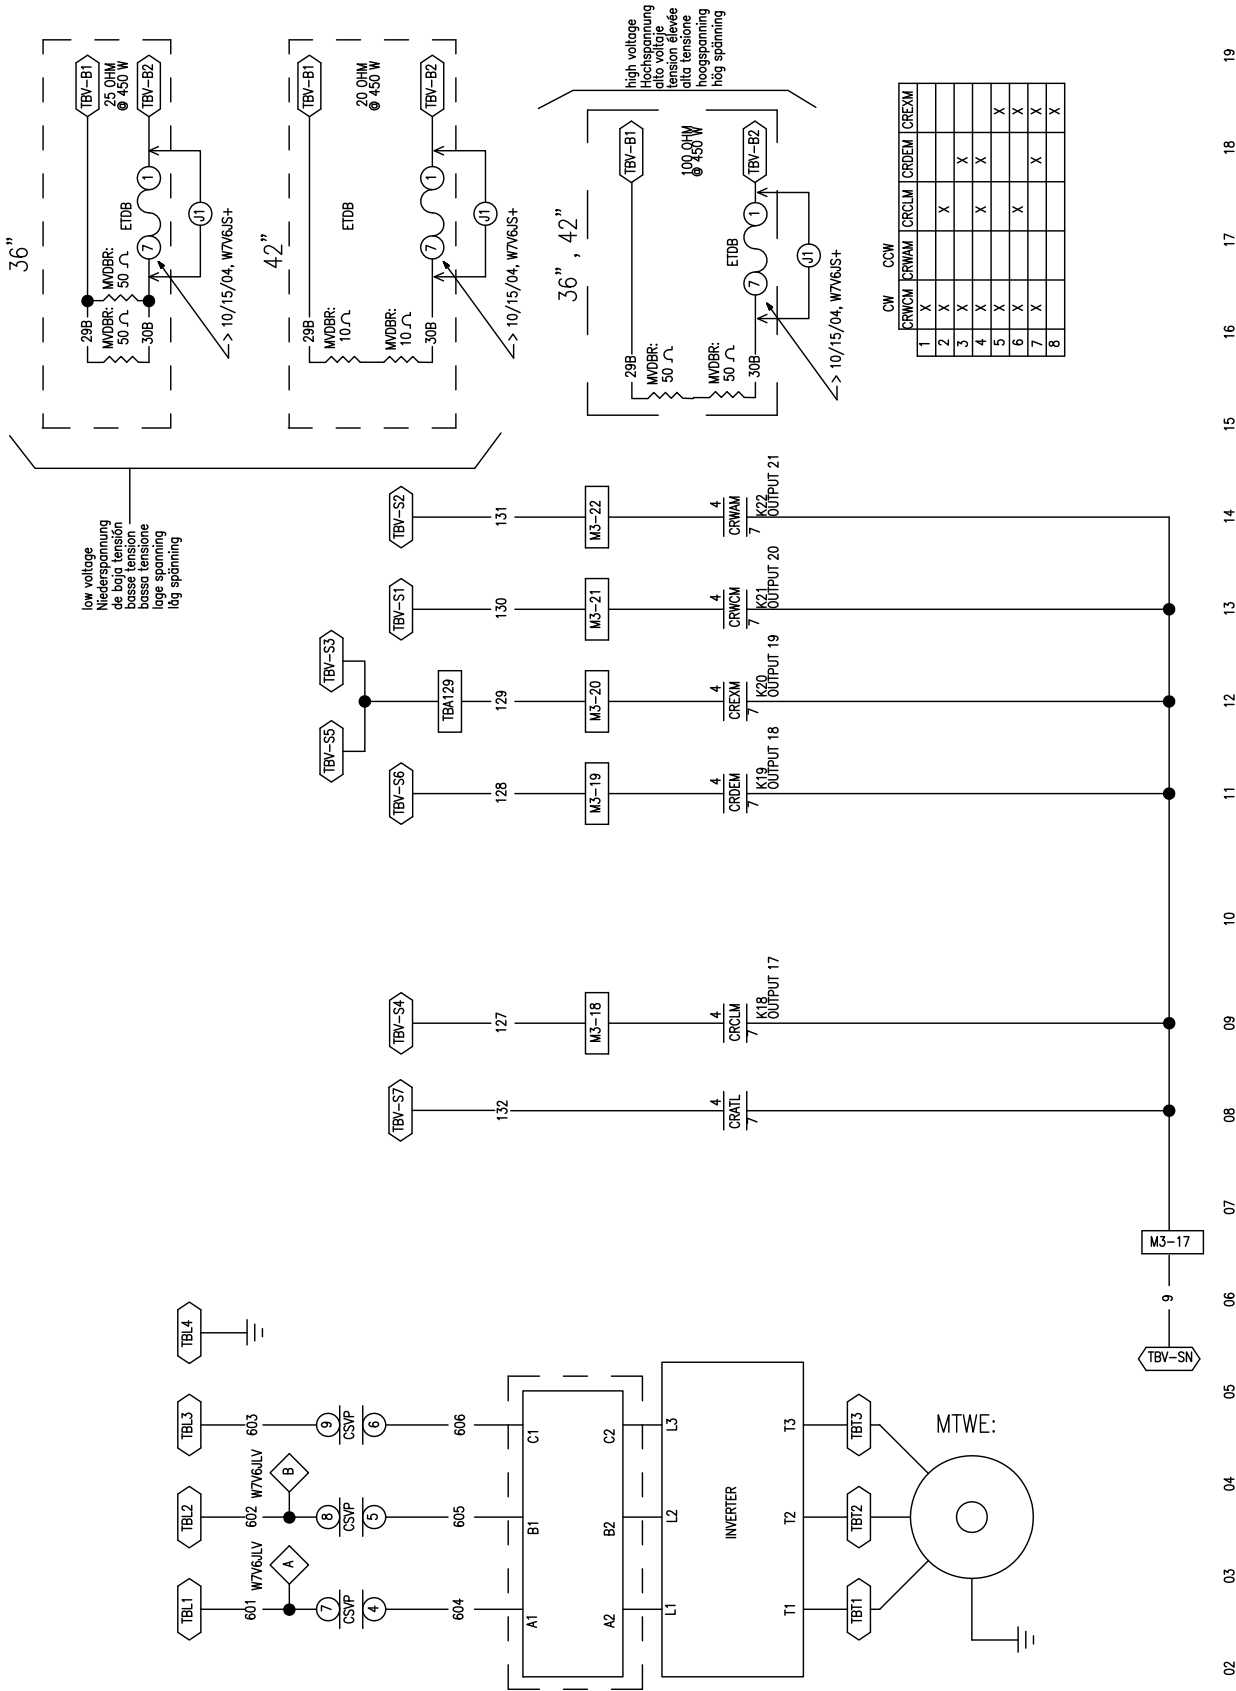 36"
TBV-B1
25 OHM
@ 450 W
TBV-B2
29B
MVDBR:
50
MVDBR:
50
30B
ETDB
1
7
J1
> 10/15/04, W7V6JS+
42"
TBV-B1
20 OHM
@ 450 W
TBV-B2
29B
MVDBR:
10
MVDBR:
10
30B
ETDB
1
7
J1
> 10/15/04, W7V6JS+
high voltage
Hochspannung
alto voltaje
tension élevée
alta tensione
hoogspanning
hög spänning
36" , 42"
TBV-B1
100 OHM
@ 450 W
TBV-B2
29B
MVDBR:
50
MVDBR:
50
30B
ETDB
1
7
J1
> 10/15/04, W7V6JS+
CW CCW
CRWCM CRWAM CRCLM CRDEM CREXM
1 X
2 X X
3 X X
4 X X X
5 X X
6 X X X
7 X X X
8 X
low voltage
Niederspannung
de baja tensión
basse tension
bassa tensione
lage spanning
låg spänning
TBV-S2
131
M3-22
4
CRWAM
7
K22
OUTPUT 21
TBV-S1
130
M3-21
4
CRWCM
7
K21
OUTPUT 20
TBV-S3
TBV-S5
TBA129
129
M3-20
4
CREXM
7
K20
OUTPUT 19
TBV-S6
128
M3-19
4
CRDEM
7
K19
OUTPUT 18
TBV-S4
127
M3-18
4
CRCLM
7
K18
OUTPUT 17
TBV-S7
132
4
CRATL
7
M3-17
9
TBV-SN
TBL4
TBL3
603
9
CSVP
6
606
C1
C2
L3
T3
TBT3
TBL2
602
W7V6JLV
B
8
CSVP
5
605
B1
B2
L2
T2
TBT2
TBL1
601
W7V6JLV
A
7
CSVP
4
604
A1
A2
L1
T1
TBT1
INVERTER
MTWE:
02
03
04
05
06
07
08
09
10
11
12
13
14
15
16
17
18
19